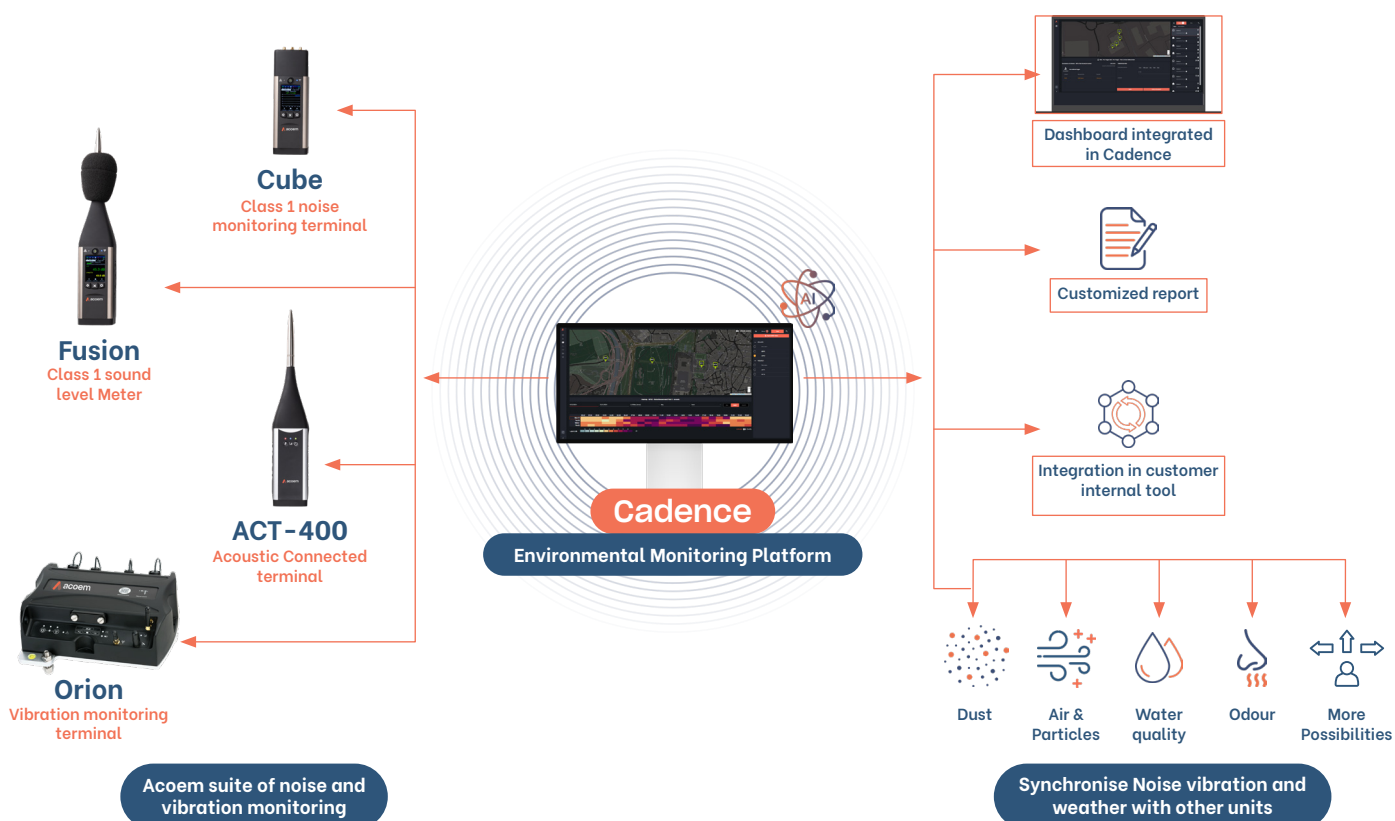 Cube
Class 1 noise
monitoring terminal
Fusion
Class 1 sound
level Meter
acoem
ACT-400
Acoustic Connected
terminal
acoem
Orion
Vibration monitoring
terminal
Acoem suite of noise and
vibration monitoring
AI
Cadence
Environmental Monitoring Platform
Dashboard integrated
in Cadence
Customized report
Integration in customer
internal tool
Dust
Air &
Particles
Water
quality
Odour
More
Possibilities
Synchronise Noise vibration and
weather with other units